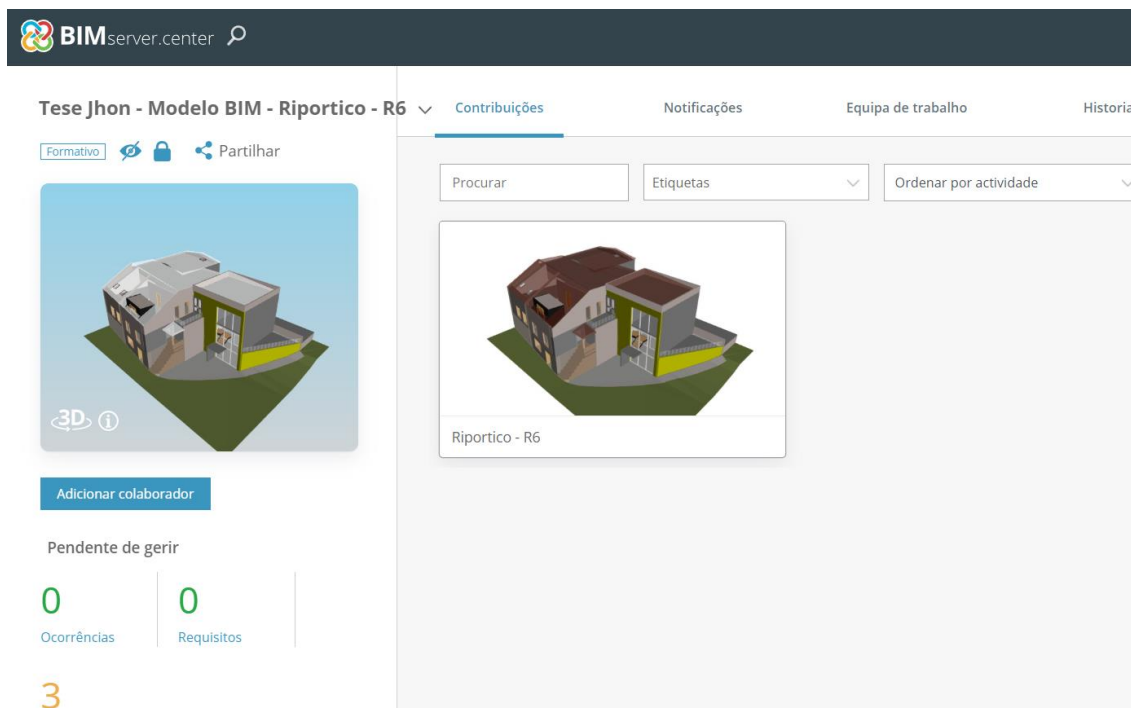 BIMserver.center
Tese Jhon - Modelo BIM - Riportico - R6
Formativo
Partilhar
3D
Adicionar colaborador
Pendente de gerir
0
0
Ocorrências
Requisitos
3
Contribuições
Notificações
Equipa de trabalho
Procurar
Etiquetas
Ordenar por actividade
Riportico - R6